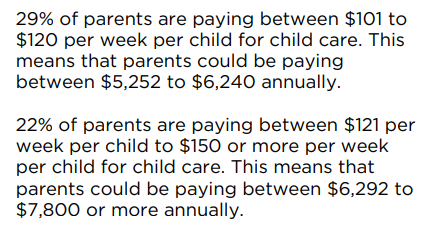 29% of parents are paying between $101 to
$120 per week per child for child care. This
means that parents could be paying
between $5,252 to $6,240 annually.
22% of parents are paying between $121 per
week per child to $150 or more per week
per child for child care. This means that
parents could be paying between $6,292 to
$7,800 or more annually.